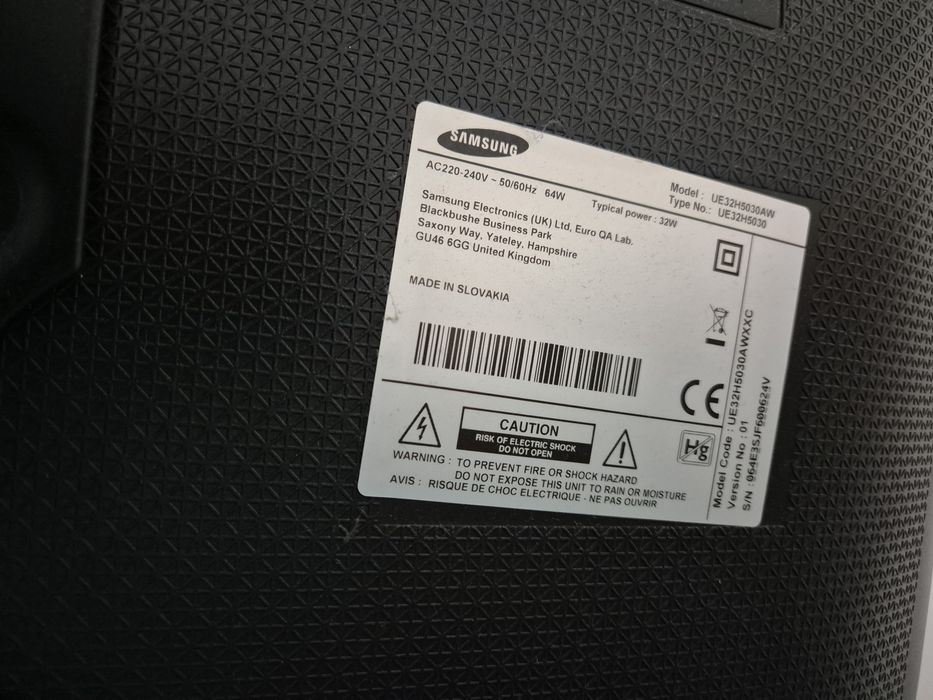 SAMSUNG
AC220-240V ~ 50/60Hz 64W
Typical power : 32W
Model : UE32H5030AW
Type No.: UE32H5030
Samsung Electronics (UK) Ltd, Euro QA Lab.
Blackbushe Business Park
Saxony Way, Yateley, Hampshire
GU46 6GG United Kingdom
MADE IN SLOVAKIA
CE
CAUTION
RISK OF ELECTRIC SHOCK
DO NOT OPEN
Hg
WARNING : TO PREVENT FIRE OR SHOCK HAZARD
DO NOT EXPOSE THIS UNIT TO RAIN OR MOISTURE
AVIS : RISQUE DE CHOC ELECTRIQUE - NE PAS OUVRIR
Model Code : UE32H5030AWXXC
Version No : 01
S/N : 064E3SJF600624V